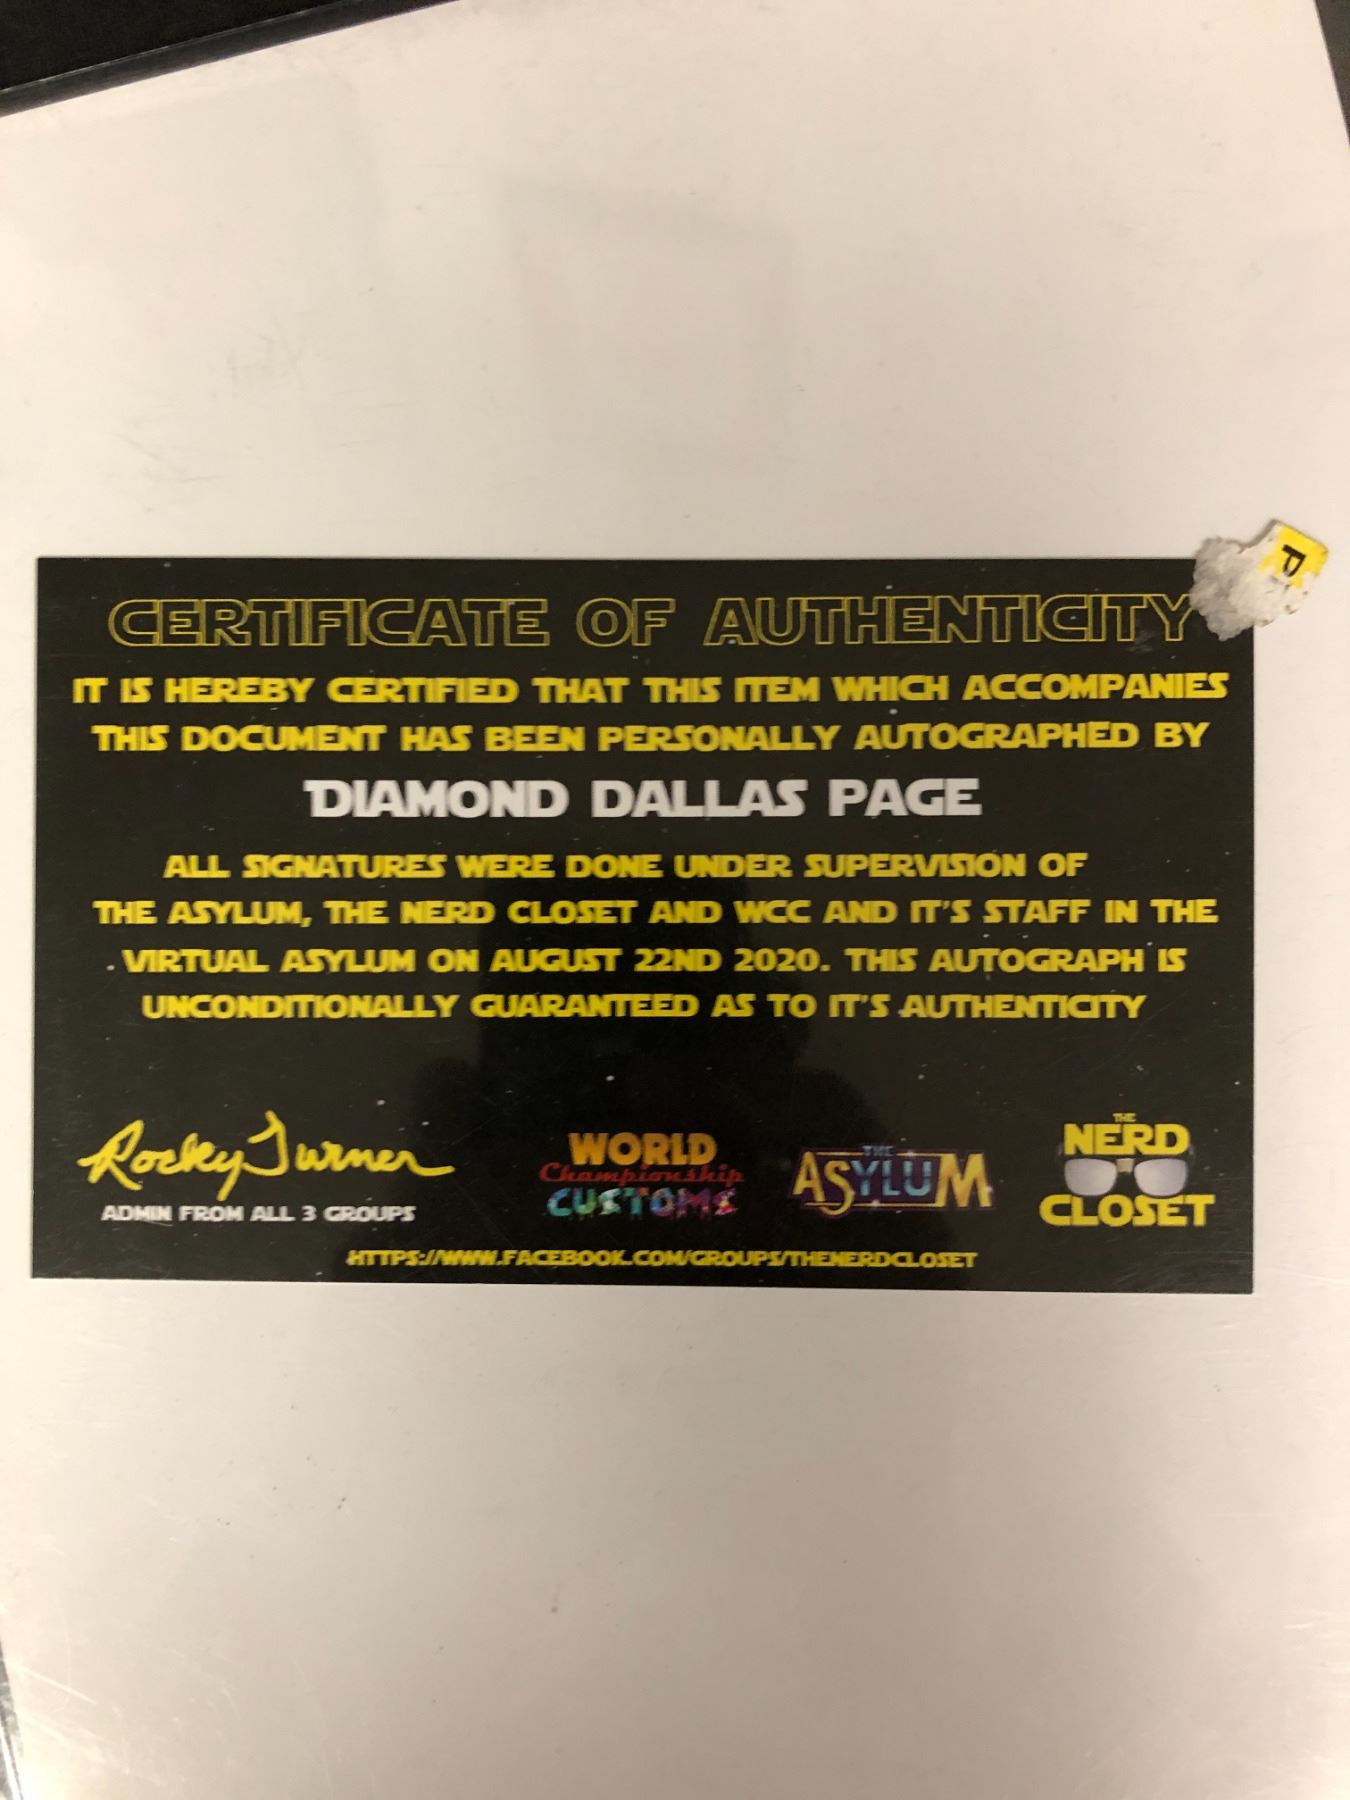 P
CERTIFICATE OF AUTHENTICITY
IT IS HEREBY CERTIFIED THAT THIS ITEM WHICH ACCOMPANIES
THIS DOCUMENT HAS BEEN PERSONALLY AUTOGRAPHED BY
DIAMOND DALLAS PAGE
ALL SIGNATURES WERE DONE UNDER SUPERVISION OF
THE ASYLUM, THE NERD CLOSET AND WCC AND IT'S STAFF IN THE
VIRTUAL ASYLUM ON AUGUST 22ND 2020. THIS AUTOGRAPH IS
UNCONDITIONALLY GUARANTEED AS TO IT'S AUTHENTICITY
Rocky Turner
ADMIN FROM ALL 3 GROUPS
WORLD
Championship
CUSTOMS
THE
ASYLUM
THE
NERD
CLOSET
HTTPS://WWW.FACEBOOK.COM/GROUPS/THENERDCLOSET